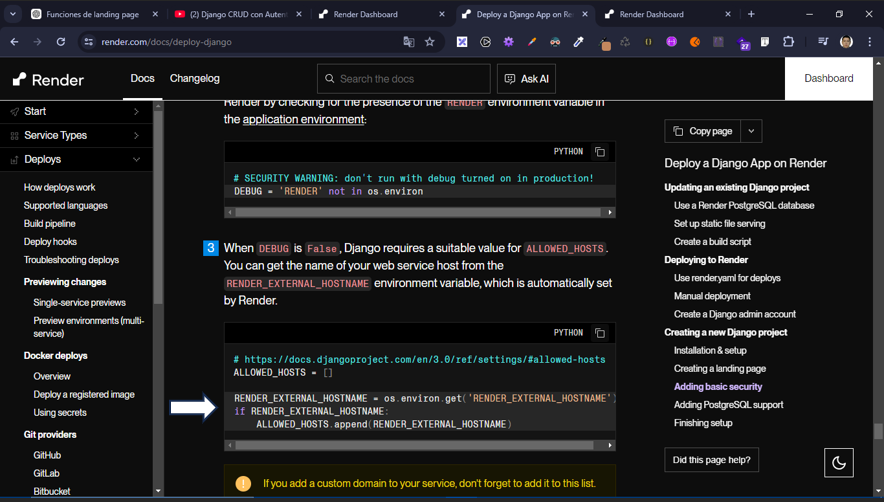 Funciones de landing page
(2) Django CRUD con Autent
Render Dashboard
Deploy a Django App on Re
Render Dashboard
render.com/docs/deploy-django
27
Render
Docs
Changelog
Search the docs
Ask AI
Dashboard
Start
Service Types
Deploys
How deploys work
Supported languages
Build pipeline
Deploy hooks
Troubleshooting deploys
Previewing changes
Single-service previews
Preview environments (multi-
service)
Docker deploys
Overview
Deploy a registered image
Using secrets
Git providers
GitHub
GitLab
Bitbucket
Render by checking for the presence of the RENDER environment variable in
the application environment:
PYTHON
# SECURITY WARNING: don't run with debug turned on in production!
DEBUG = 'RENDER' not in os.environ
3 When DEBUG is False, Django requires a suitable value for ALLOWED_HOSTS.
You can get the name of your web service host from the
RENDER_EXTERNAL_HOSTNAME environment variable, which is automatically set
by Render.
PYTHON
# https://docs.djangoproject.com/en/3.0/ref/settings/#allowed-hosts
ALLOWED_HOSTS = []
RENDER_EXTERNAL_HOSTNAME = os.environ.get('RENDER_EXTERNAL_HOSTNAME')
if RENDER_EXTERNAL_HOSTNAME:
ALLOWED_HOSTS.append(RENDER_EXTERNAL_HOSTNAME)
If you add a custom domain to your service, don't forget to add it to this list.
Copy page
Deploy a Django App on Render
Updating an existing Django project
Use a Render PostgreSQL database
Set up static file serving
Create a build script
Deploying to Render
Use render.yaml for deploys
Manual deployment
Create a Django admin account
Creating a new Django project
Installation & setup
Creating a landing page
Adding basic security
Adding PostgreSQL support
Finishing setup
Did this page help?